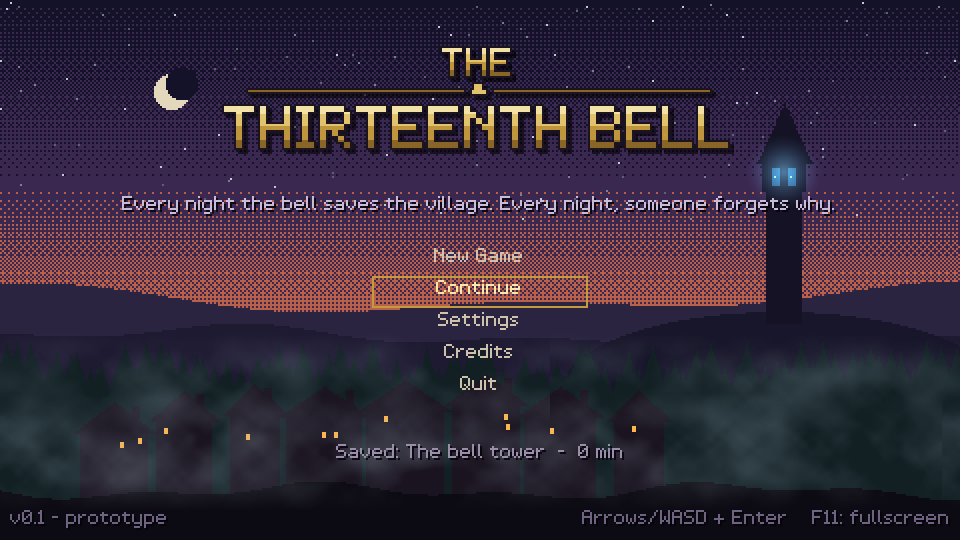 THE
THIRTEENTH BELL
Every night the bell saves the village. Every night, someone forgets why.
New Game
Continue
Settings
Credits
Quit
Saved: The bell tower - 0 min
v0.1 - prototype
Arrows/WASD + Enter F11: fullscreen